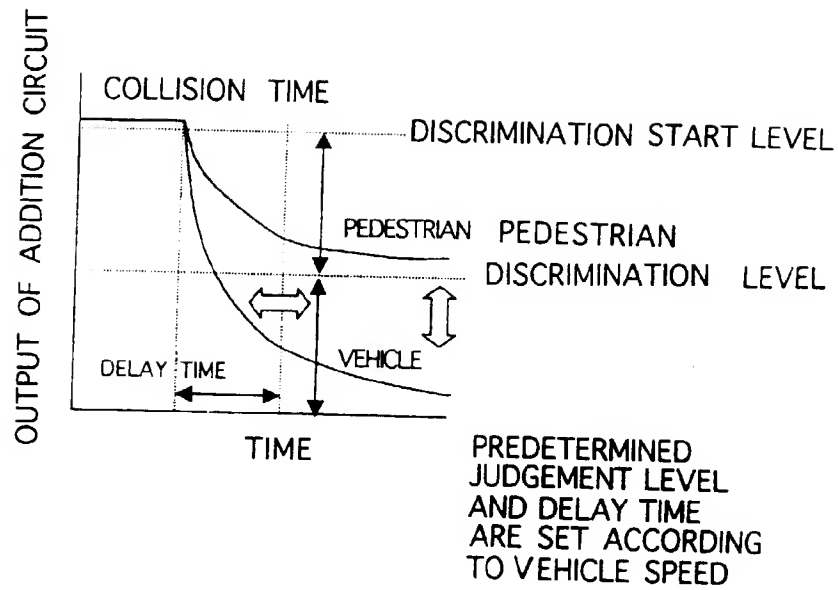 OUTPUT OF ADDITION CIRCUIT
COLLISION TIME
DISCRIMINATION START LEVEL
PEDESTRIAN
PEDESTRIAN
DISCRIMINATION LEVEL
VEHICLE
DELAY TIME
TIME
PREDETERMINED
JUDGEMENT LEVEL
AND DELAY TIME
ARE SET ACCORDING
TO VEHICLE SPEED